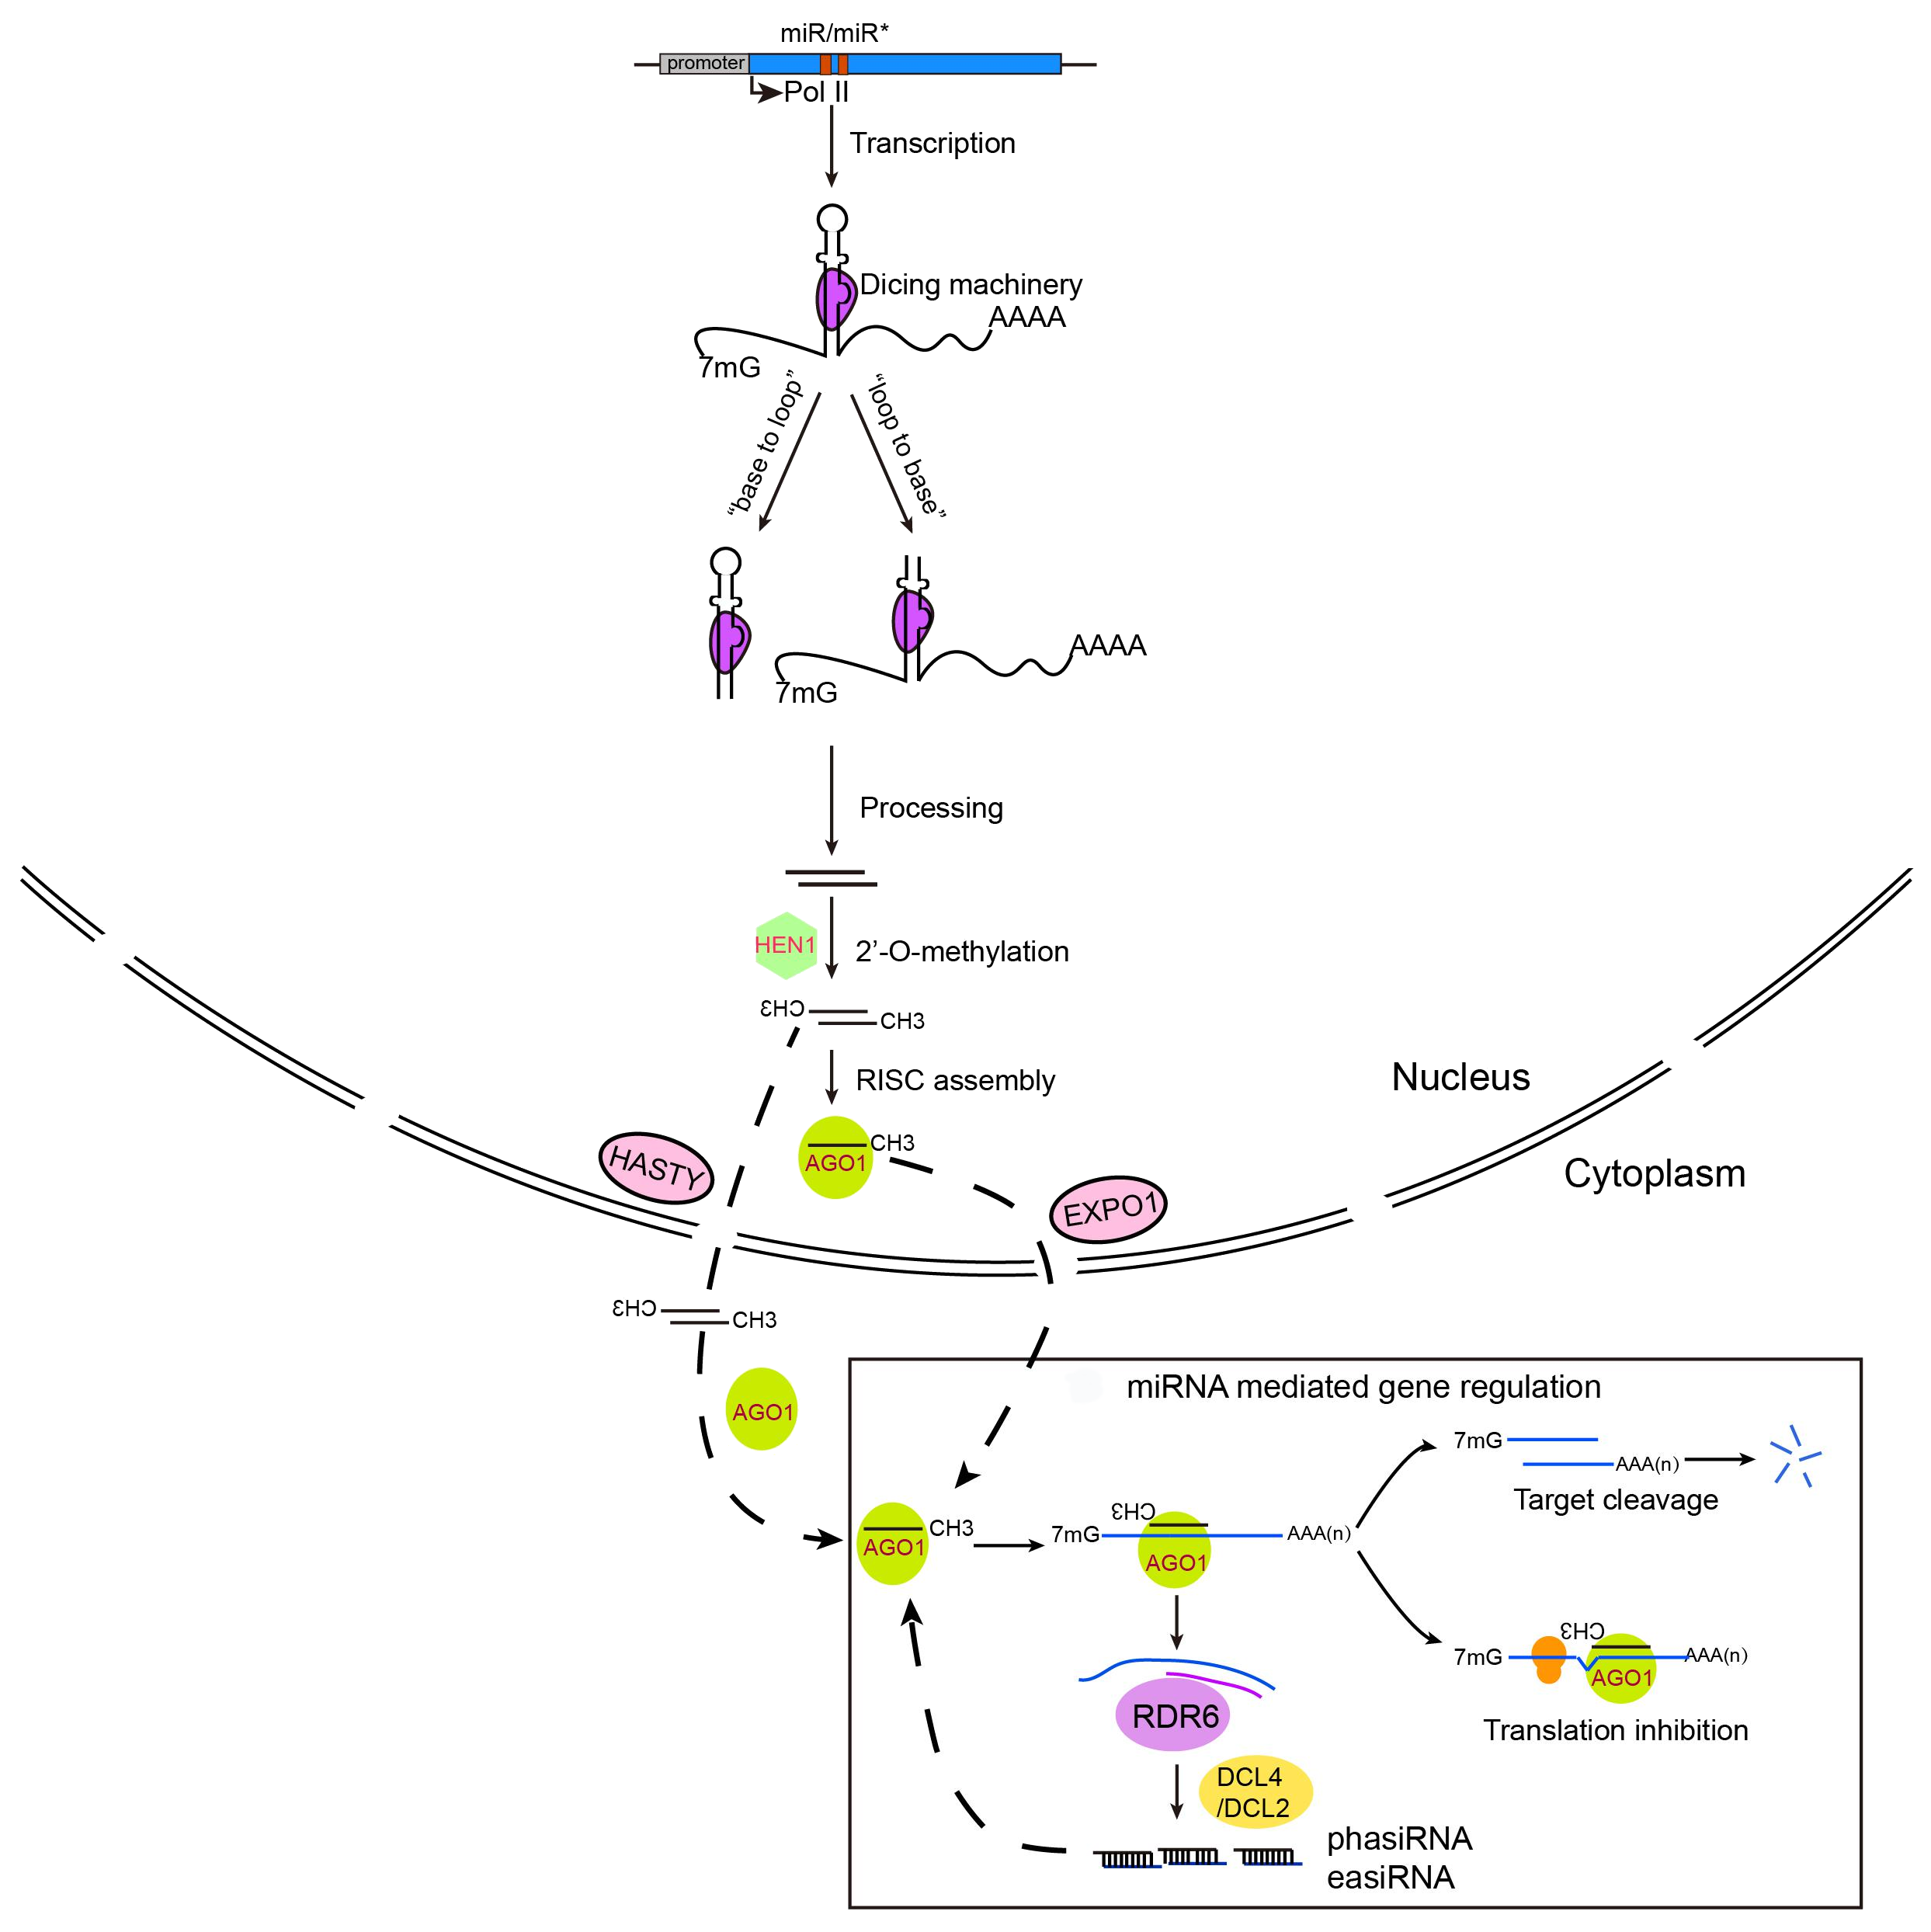 miR/miR*
promoter
Pol II
Transcription
Dicing machinery
AAAA
7mG
“base to loop”
“loop to base”
AAAA
7mG
Processing
HEN1
2’-O-methylation
CH3
CH3
RISC assembly
Nucleus
CH3
AGO1
HASTY
Cytoplasm
EXPO1
CH3
CH3
miRNA mediated gene regulation
AGO1
7mG
AAA(n)
Target cleavage
CH3
AGO1
CH3
7mG
AAA(n)
AGO1
CH3
7mG
AAA(n)
AGO1
RDR6
Translation inhibition
DCL4
/DCL2
phasiRNA
easiRNA